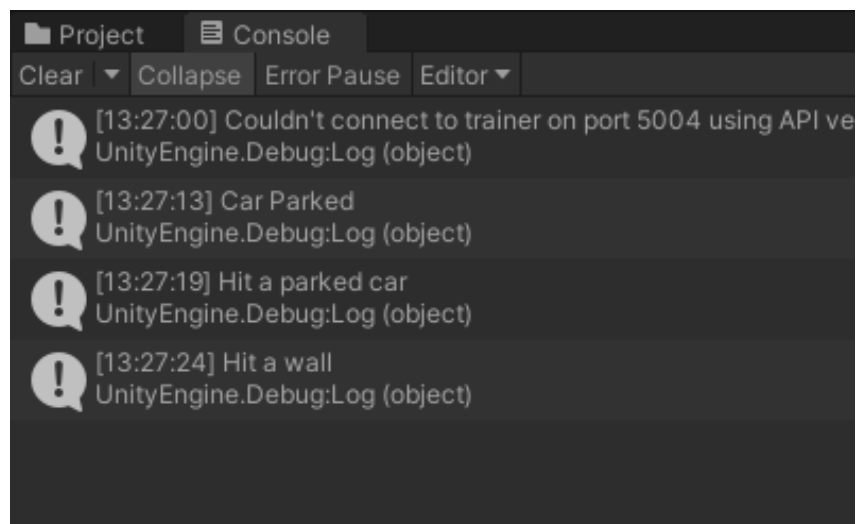 Project Console
Clear Collapse Error Pause Editor
[13:27:00] Couldn't connect to trainer on port 5004 using API ve
UnityEngine.Debug:Log (object)
[13:27:13] Car Parked
UnityEngine.Debug:Log (object)
[13:27:19] Hit a parked car
UnityEngine.Debug:Log (object)
[13:27:24] Hit a wall
UnityEngine.Debug:Log (object)